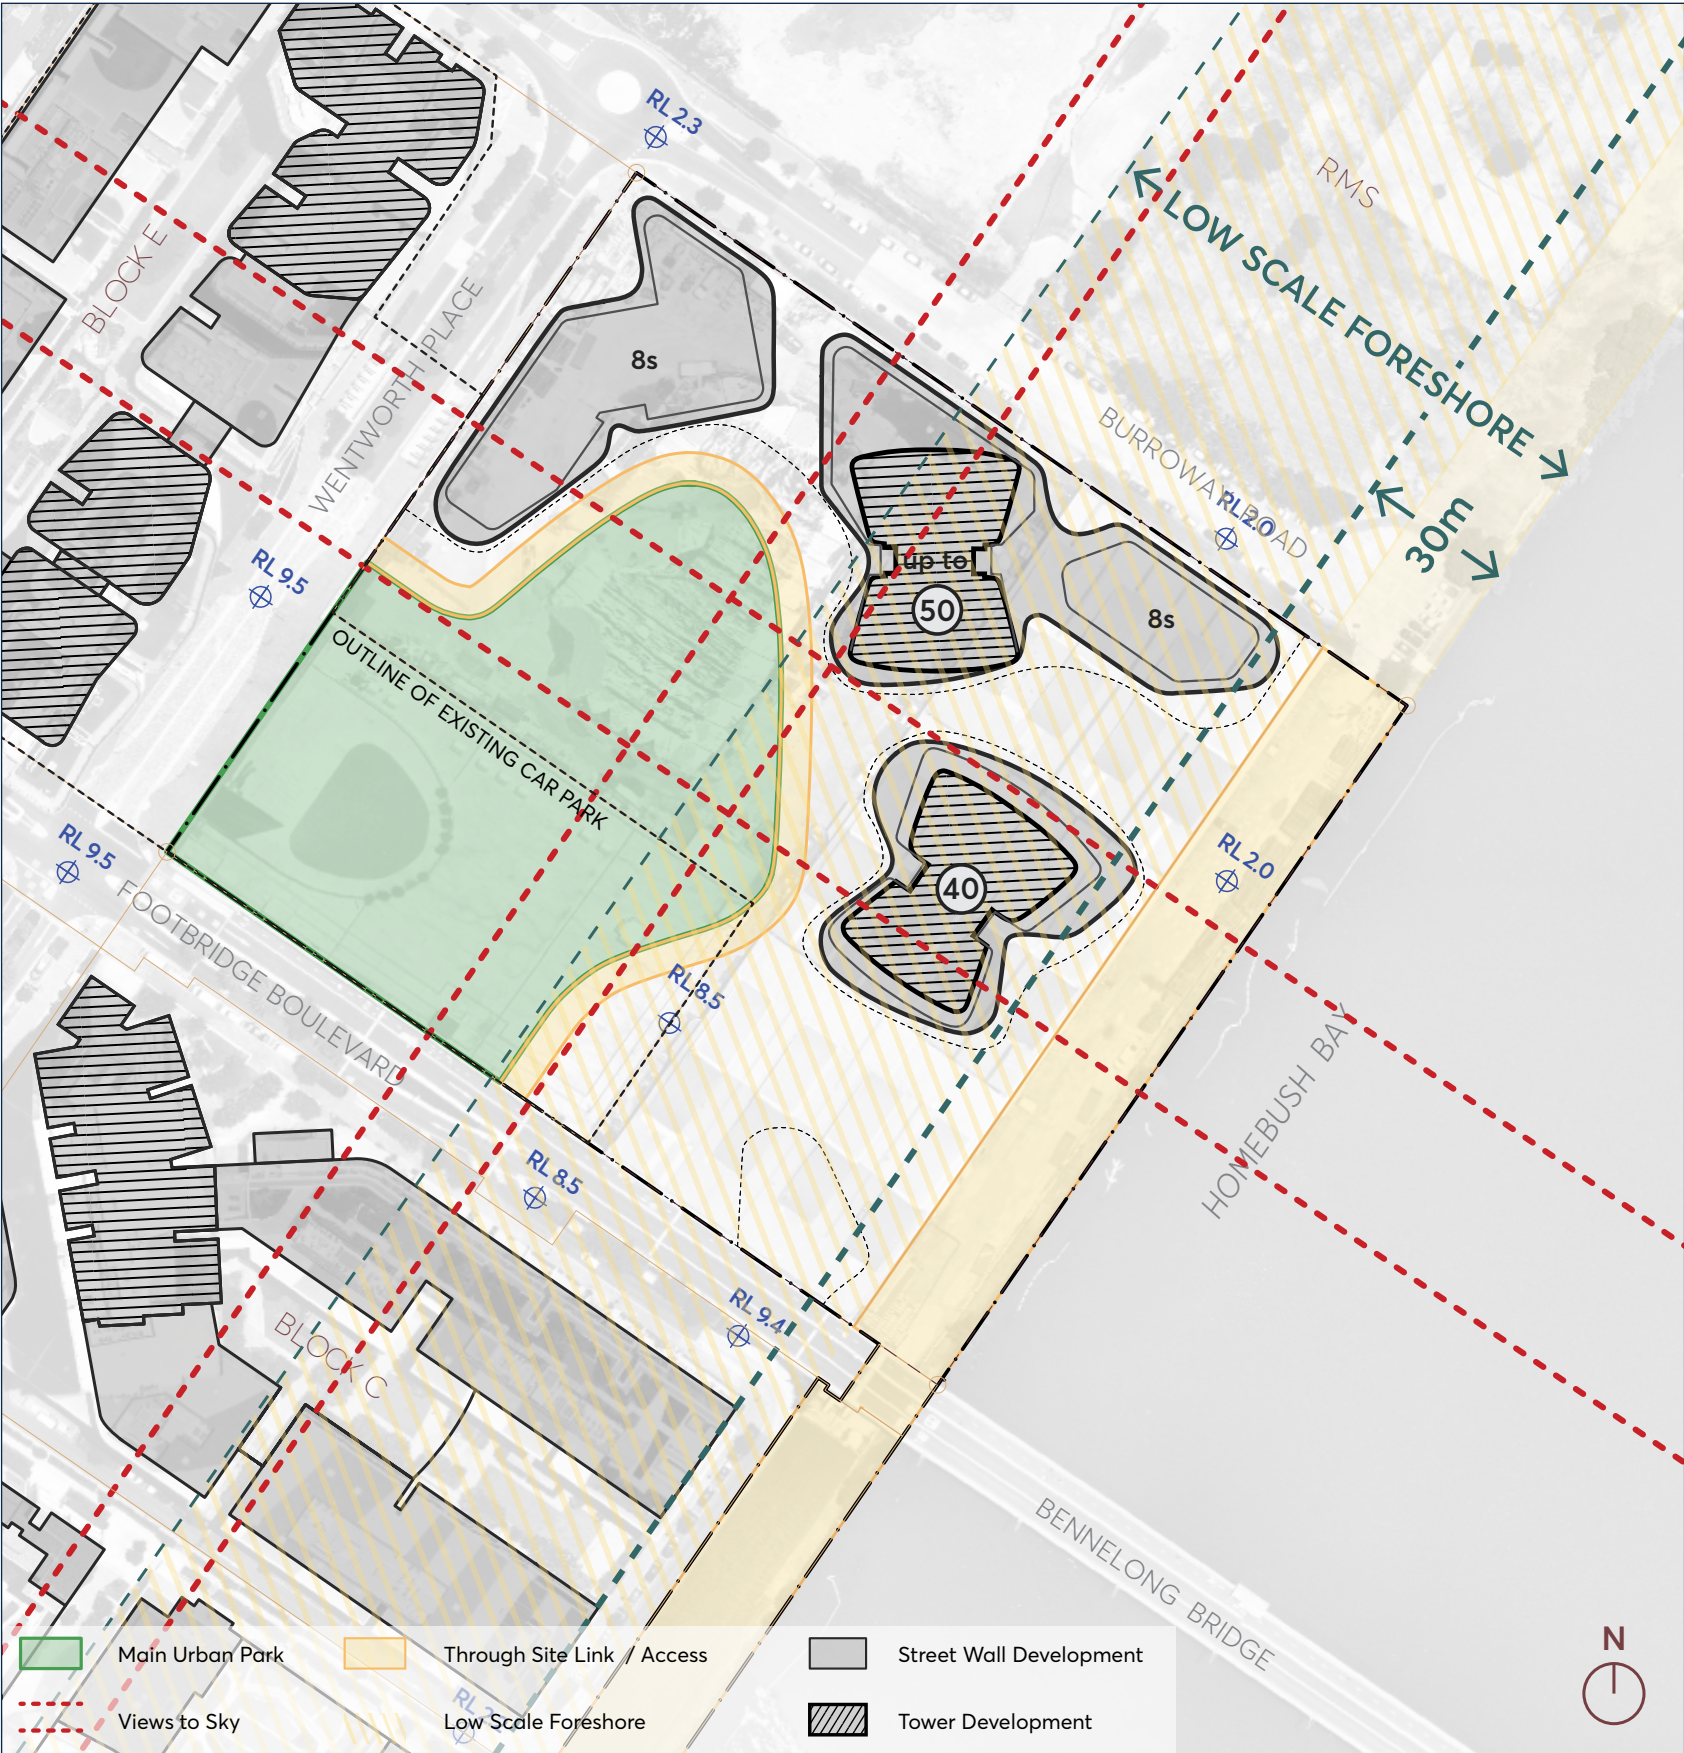 RL 2.3
RMS
LOW SCALE FORESHORE
BLOCK E
WENTWORTH PLACE
8s
BURROWAY ROAD
RL 2.0
30m
up to
50
8s
RL 9.5
OUTLINE OF EXISTING CAR PARK
RL 9.5
FOOTBRIDGE BOULEVARD
40
RL 2.0
RL 8.5
HOMEBUSH BAY
RL 8.5
RL 9.4
BLOCK C
BENNELONG BRIDGE
N
Main Urban Park
Through Site Link / Access
Street Wall Development
Views to Sky
RL
Low Scale Foreshore
Tower Development